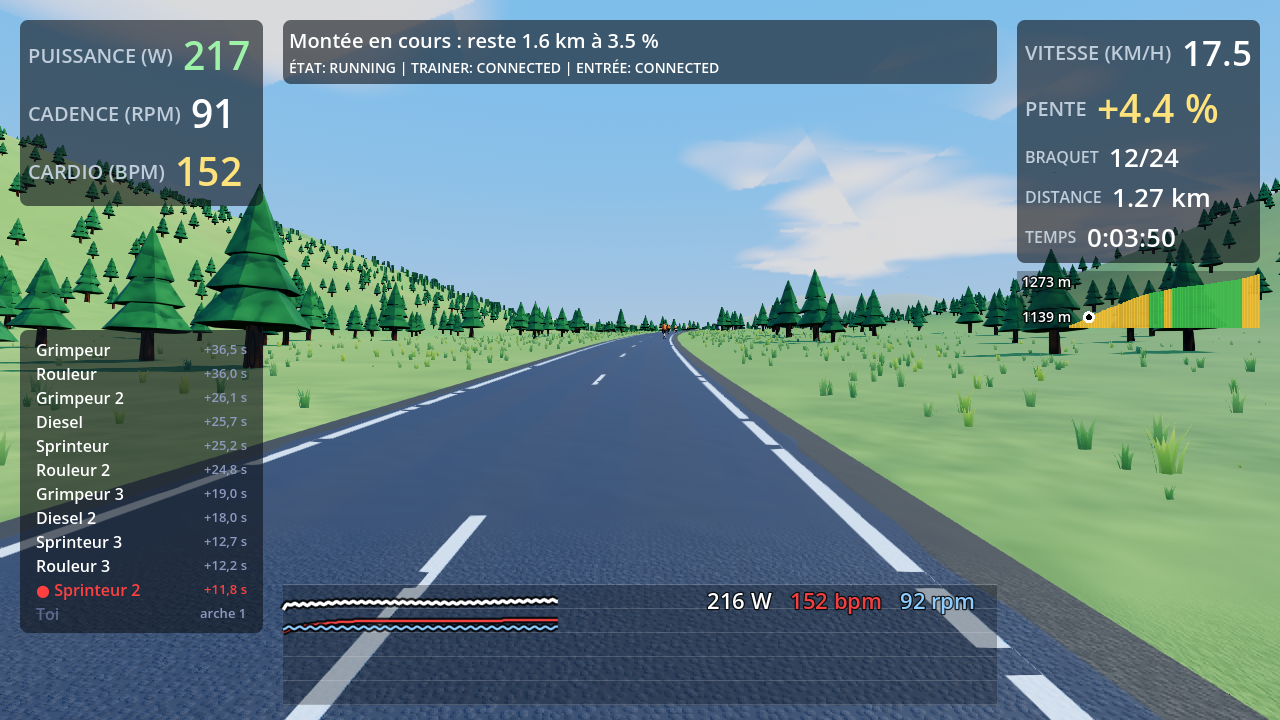 PUISSANCE (W) 217
CADENCE (RPM) 91
CARDIO (BPM) 152
Montée en cours : reste 1.6 km à 3.5 %
ÉTAT: RUNNING | TRAINER: CONNECTED | ENTRÉE: CONNECTED
VITESSE (KM/H) 17.5
PENTE +4.4 %
BRAQUET 12/24
DISTANCE 1.27 km
TEMPS 0:03:50
1273 m
1139 m
Grimpeur +36,5 s
Rouleur +36,0 s
Grimpeur 2 +26,1 s
Diesel +25,7 s
Sprinteur +25,2 s
Rouleur 2 +24,8 s
Grimpeur 3 +19,0 s
Diesel 2 +18,0 s
Sprinteur 3 +12,7 s
Rouleur 3 +12,2 s
Sprinteur 2 +11,8 s
Toi arche 1
216 W 152 bpm 92 rpm